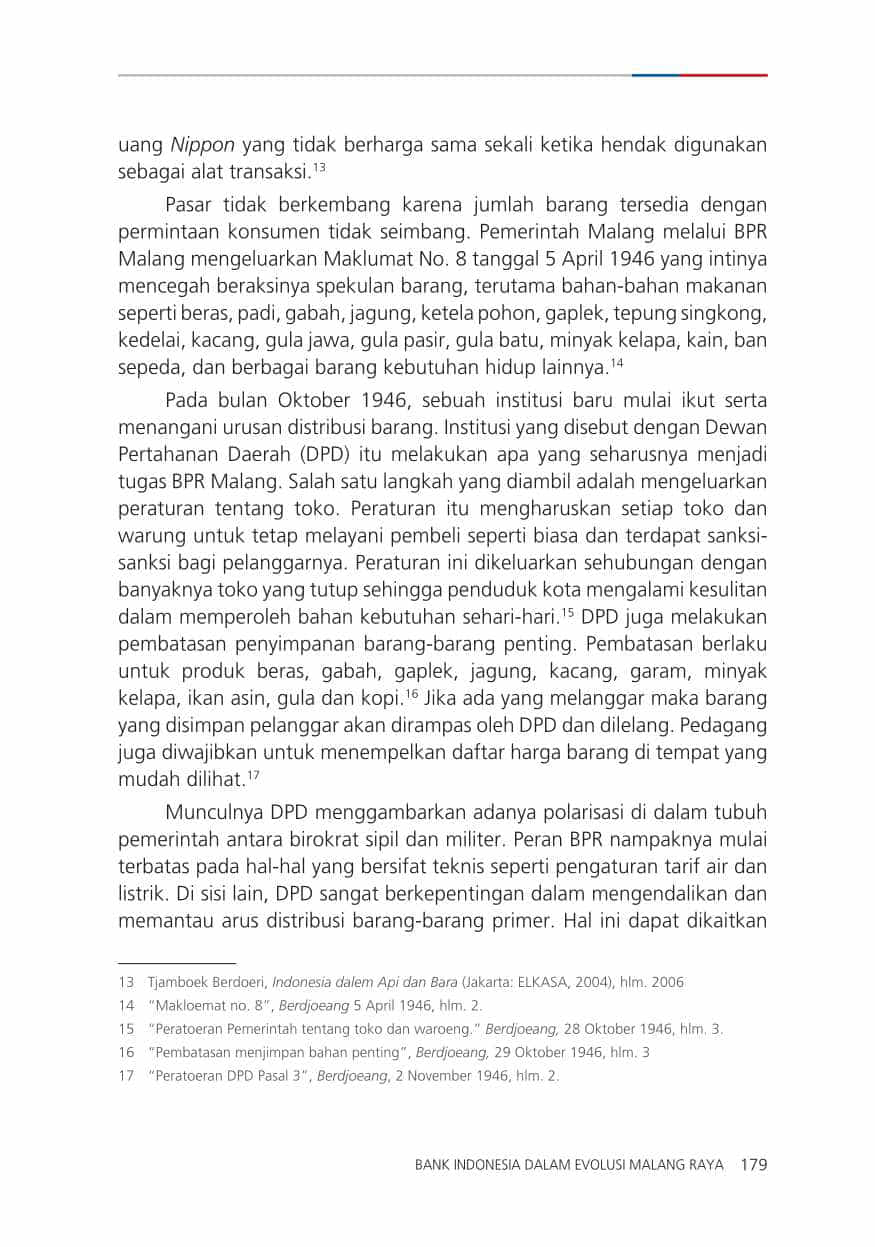 uang Nippon yang tidak berharga sama sekali ketika hendak digunakan
sebagai alat transaksi.13
Pasar tidak berkembang karena jumlah barang tersedia dengan
permintaan konsumen tidak seimbang. Pemerintah Malang melalui BPR
Malang mengeluarkan Maklumat No. 8 tanggal 5 April 1946 yang intinya
mencegah beraksinya spekulan barang, terutama bahan-bahan makanan
seperti beras, padi, gabah, jagung, ketela pohon, gaplek, tepung singkong,
kedelai, kacang, gula jawa, gula pasir, gula batu, minyak kelapa, kain, ban
sepeda, dan berbagai barang kebutuhan hidup lainnya.14
Pada bulan Oktober 1946, sebuah institusi baru mulai ikut serta
menangani urusan distribusi barang. Institusi yang disebut dengan Dewan
Pertahanan Daerah (DPD) itu melakukan apa yang seharusnya menjadi
tugas BPR Malang. Salah satu langkah yang diambil adalah mengeluarkan
peraturan tentang toko. Peraturan itu mengharuskan setiap toko dan
warung untuk tetap melayani pembeli seperti biasa dan terdapat sanksi-
sanksi bagi pelanggarnya. Peraturan ini dikeluarkan sehubungan dengan
banyaknya toko yang tutup sehingga penduduk kota mengalami kesulitan
dalam memperoleh bahan kebutuhan sehari-hari.15 DPD juga melakukan
pembatasan penyimpanan barang-barang penting. Pembatasan berlaku
untuk produk beras, gabah, gaplek, jagung, kacang, garam, minyak
kelapa, ikan asin, gula dan kopi.16 Jika ada yang melanggar maka barang
yang disimpan pelanggar akan dirampas oleh DPD dan dilelang. Pedagang
juga diwajibkan untuk menempelkan daftar harga barang di tempat yang
mudah dilihat.17
Munculnya DPD menggambarkan adanya polarisasi di dalam tubuh
pemerintah antara birokrat sipil dan militer. Peran BPR nampaknya mulai
terbatas pada hal-hal yang bersifat teknis seperti pengaturan tarif air dan
listrik. Di sisi lain, DPD sangat berkepentingan dalam mengendalikan dan
memantau arus distribusi barang-barang primer. Hal ini dapat dikaitkan
13 Tjamboek Berdoeri, Indonesia dalem Api dan Bara (Jakarta: ELKASA, 2004), hlm. 2006
14 “Makloemat no. 8”, Berdjoeang 5 April 1946, hlm. 2.
15 “Peratoeran Pemerintah tentang toko dan waroeng.” Berdjoeang, 28 Oktober 1946, hlm. 3.
16 “Pembatasan menjimpan bahan penting”, Berdjoeang, 29 Oktober 1946, hlm. 3
17 “Peratoeran DPD Pasal 3”, Berdjoeang, 2 November 1946, hlm. 2.
BANK INDONESIA DALAM EVOLUSI MALANG RAYA 179